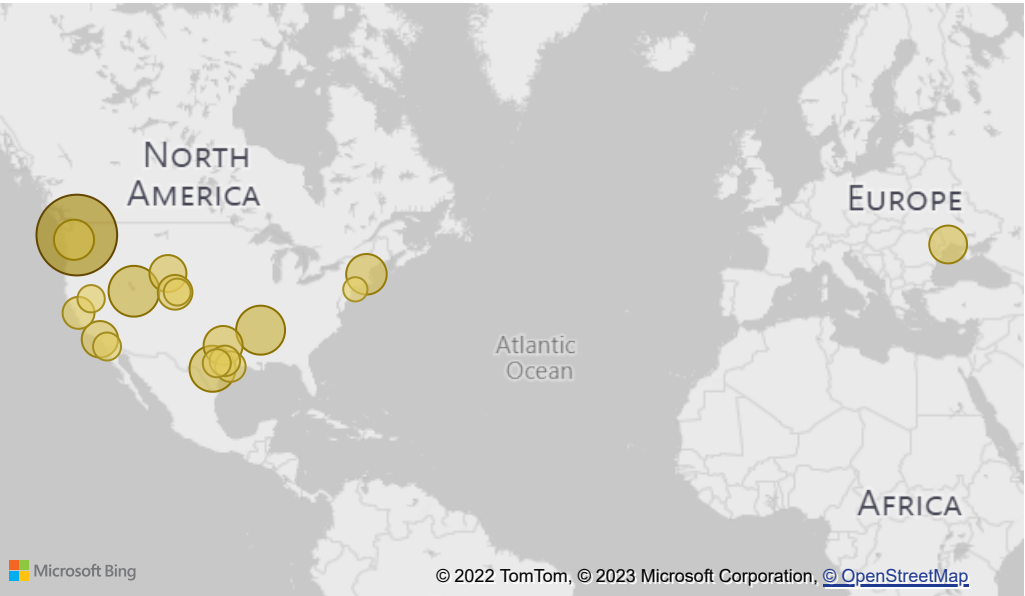 NORTH
AMERICA
EUROPE
Atlantic
Ocean
AFRICA
Microsoft Bing
© 2022 TomTom, © 2023 Microsoft Corporation, © OpenStreetMap